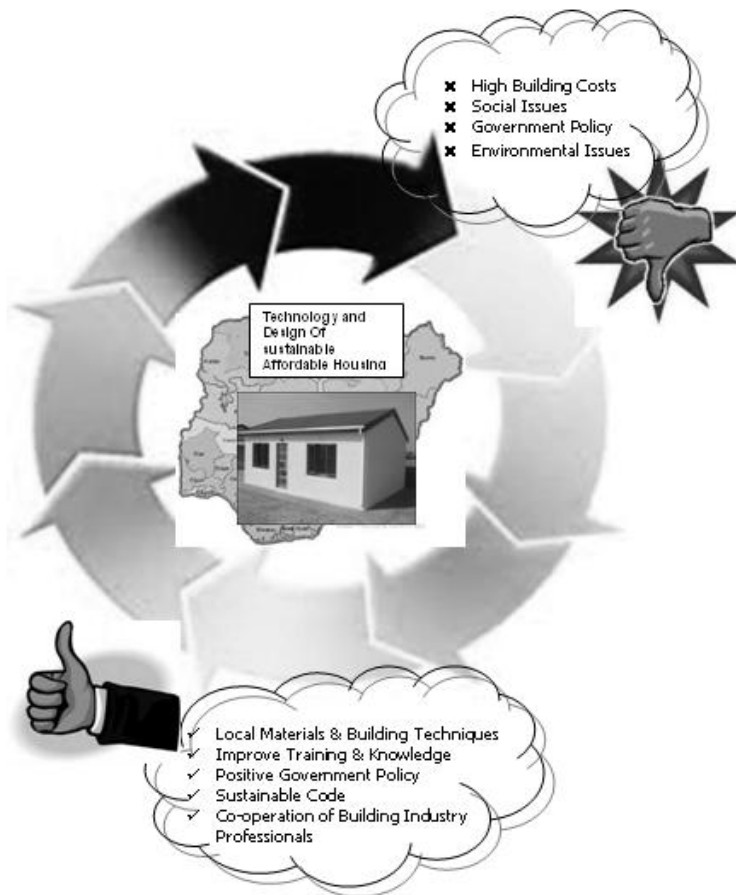 High Building Costs
Social Issues
Government Policy
Environmental Issues
Technology and
Design Of
sustainable
Affordable Housing
✓ Local Materials & Building Techniques
✓ Improve Training & Knowledge
✓ Positive Government Policy
✓ Sustainable Code
✓ Co-operation of Building Industry
Professionals